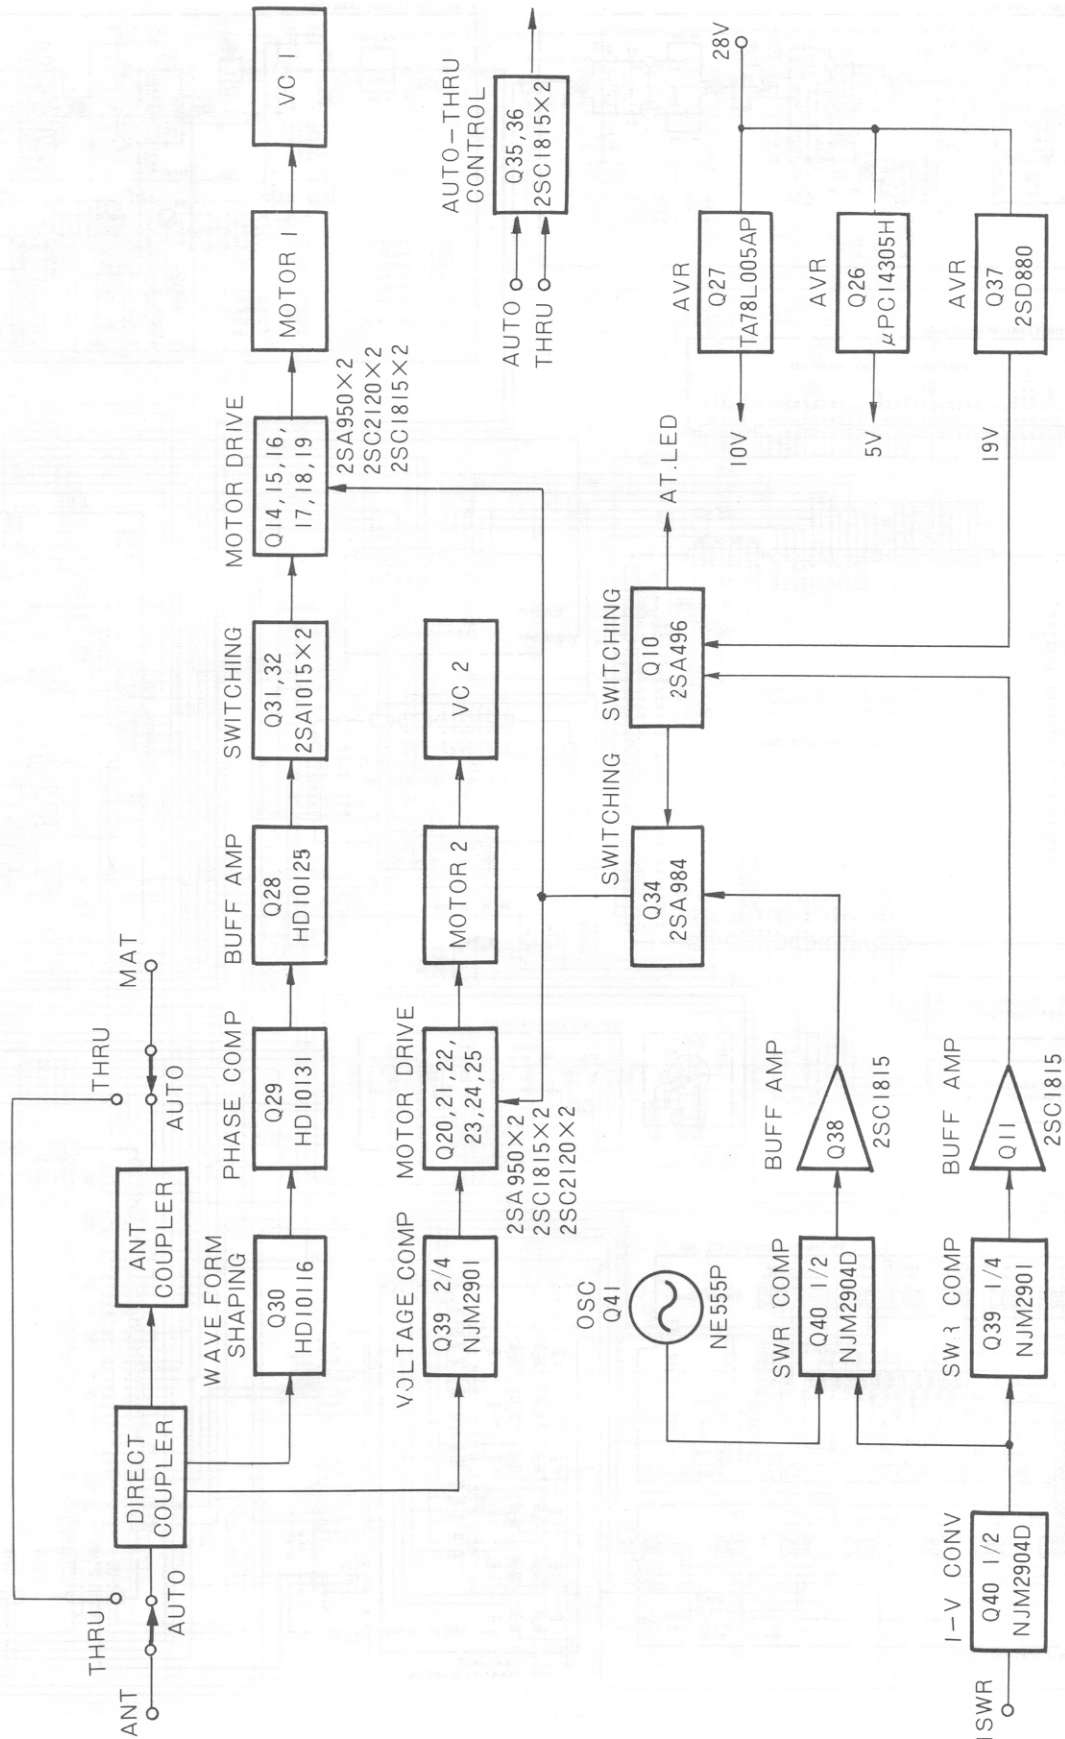 ANT
THRU
AUTO
DIRECT
COUPLER
ANT
COUPLER
THRU
AUTO
MAT
WAVE FORM
SHAPING
Q30
HD10116
PHASE COMP
Q29
HD10131
BUFF AMP
Q28
HD10125
SWITCHING
Q31,32
2SA1015×2
MOTOR DRIVE
Q14,15,16,
17,18,19
2SA950×2
2SC2120×2
2SC1815×2
MOTOR 1
VC 1
VOLTAGE COMP
Q39 2/4
NJM2901
MOTOR DRIVE
Q20,21,22,
23,24,25
2SA950×2
2SC1815×2
2SC2120×2
MOTOR 2
VC 2
AUTO-THRU
CONTROL
AUTO
THRU
Q35,36
2SC1815×2
OSC
Q41
NE555P
SWITCHING
Q34
2SA984
SWITCHING
Q10
2SA496
AT.LED
SWR COMP
Q40 1/2
NJM2904D
BUFF AMP
Q38
2SC1815
10V
AVR
Q27
TA78L005AP
28V
5V
AVR
Q26
μPC14305H
19V
AVR
Q37
2SD880
SWR
I-V CONV
Q40 1/2
NJM2904D
SWR COMP
Q39 1/4
NJM2901
BUFF AMP
Q11
2SC1815